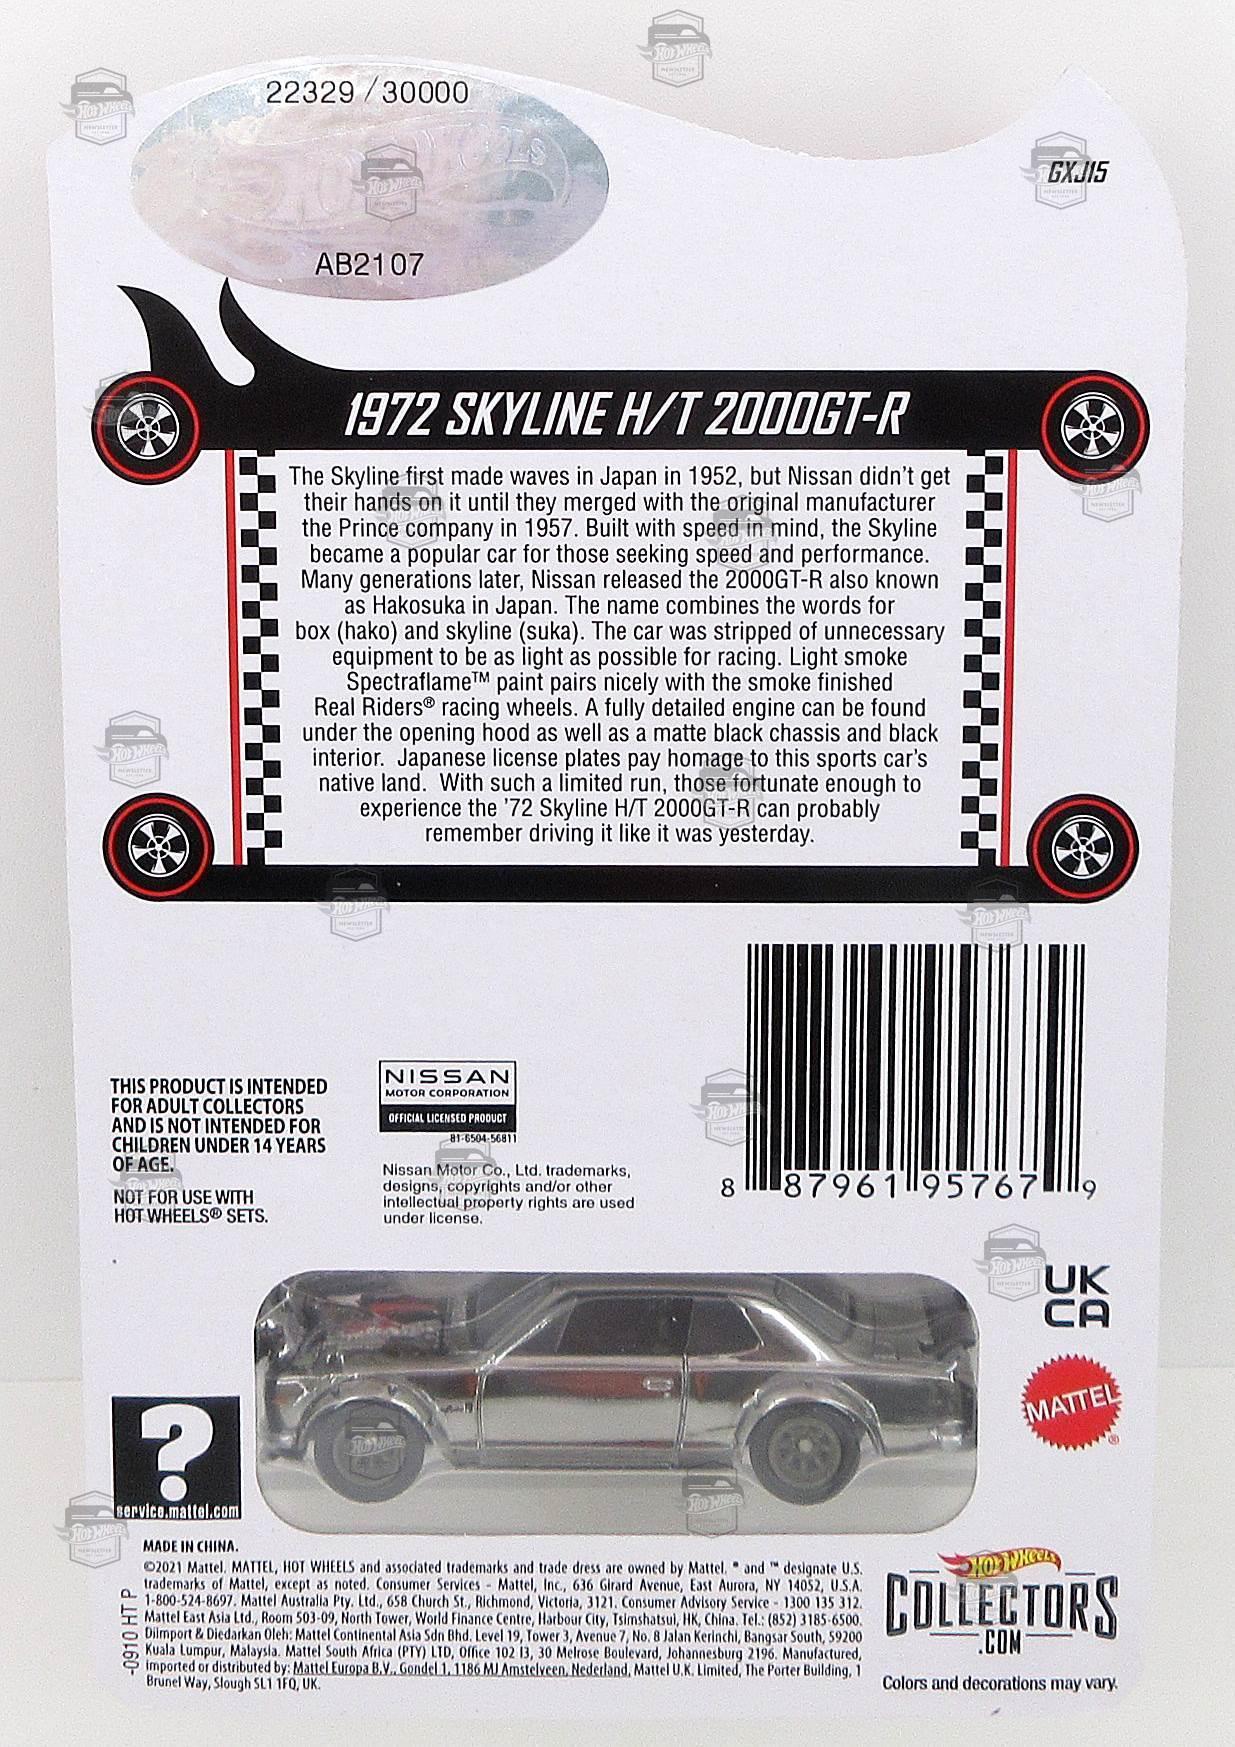 22329 / 30000
AB2107
GXJ15
1972 SKYLINE H/T 2000GT-R
The Skyline first made waves in Japan in 1952, but Nissan didn't get
their hands on it until they merged with the original manufacturer
the Prince company in 1957. Built with speed in mind, the Skyline
became a popular car for those seeking speed and performance.
Many generations later, Nissan released the 2000GT-R also known
as Hakosuka in Japan. The name combines the words for
box (hako) and skyline (suka). The car was stripped of unnecessary
equipment to be as light as possible for racing. Light smoke
Spectraflame™ paint pairs nicely with the smoke finished
Real Riders® racing wheels. A fully detailed engine can be found
under the opening hood as well as a matte black chassis and black
interior. Japanese license plates pay homage to this sports car's
native land. With such a limited run, those fortunate enough to
experience the '72 Skyline H/T 2000GT-R can probably
remember driving it like it was yesterday.
THIS PRODUCT IS INTENDED
FOR ADULT COLLECTORS
AND IS NOT INTENDED FOR
CHILDREN UNDER 14 YEARS
OF AGE.
NOT FOR USE WITH
HOT WHEELS® SETS.
NISSAN
MOTOR CORPORATION
OFFICIAL LICENSED PRODUCT
81-6504-56811
Nissan Motor Co., Ltd. trademarks,
designs, copyrights and/or other
intellectual property rights are used
under license.
8 87961 95767 9
UK
CA
MATTEL®
?
service.mattel.com
MADE IN CHINA.
©2021 Mattel. MATTEL, HOT WHEELS and associated trademarks and trade dress are owned by Mattel. ® and ™ designate U.S.
trademarks of Mattel, except as noted. Consumer Services - Mattel, Inc., 636 Girard Avenue, East Aurora, NY 14052, U.S.A.
1-800-524-8697. Mattel Australia Pty. Ltd., 658 Church St., Richmond, Victoria, 3121. Consumer Advisory Service - 1300 135 312.
Mattel East Asia Ltd., Room 503-09, North Tower, World Finance Centre, Harbour City, Tsimshatsui, HK, China. Tel.: (852) 3185-6500.
Diimport & Diedarkan Oleh: Mattel Continental Asia Sdn Bhd. Level 19, Tower 3, Avenue 7, No. 8 Jalan Kerinchi, Bangsar South, 59200
Kuala Lumpur, Malaysia. Mattel South Africa (PTY) LTD, Office 102 I3, 30 Melrose Boulevard, Johannesburg 2196. Manufactured,
imported or distributed by: Mattel Europa B.V., Gondel 1, 1186 MJ Amstelveen, Nederland, Mattel U.K. Limited, The Porter Building, 1
Brunel Way, Slough SL1 1FQ, UK.
-0910 HT P
HOT WHEELS
COLLECTORS
.COM
Colors and decorations may vary.
HOT WHEELS
NEWSLETTER